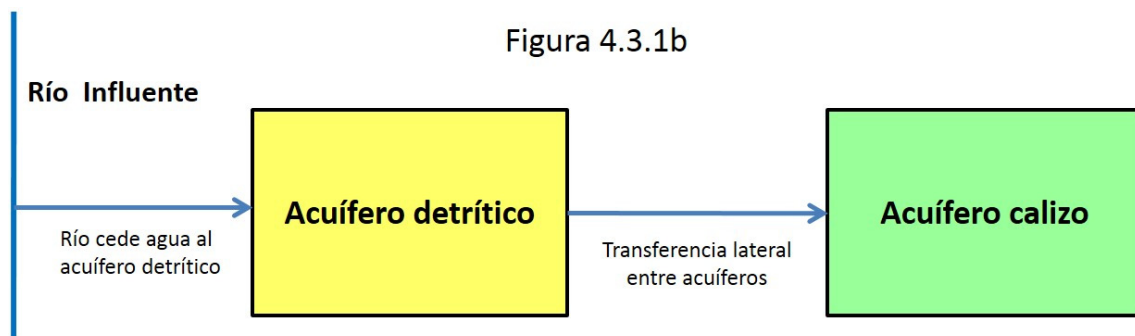 Figura 4.3.1b
Río Influente
Acuífero detrítico
Acuífero calizo
Río cede agua al
acuífero detrítico
Transferencia lateral
entre acuíferos